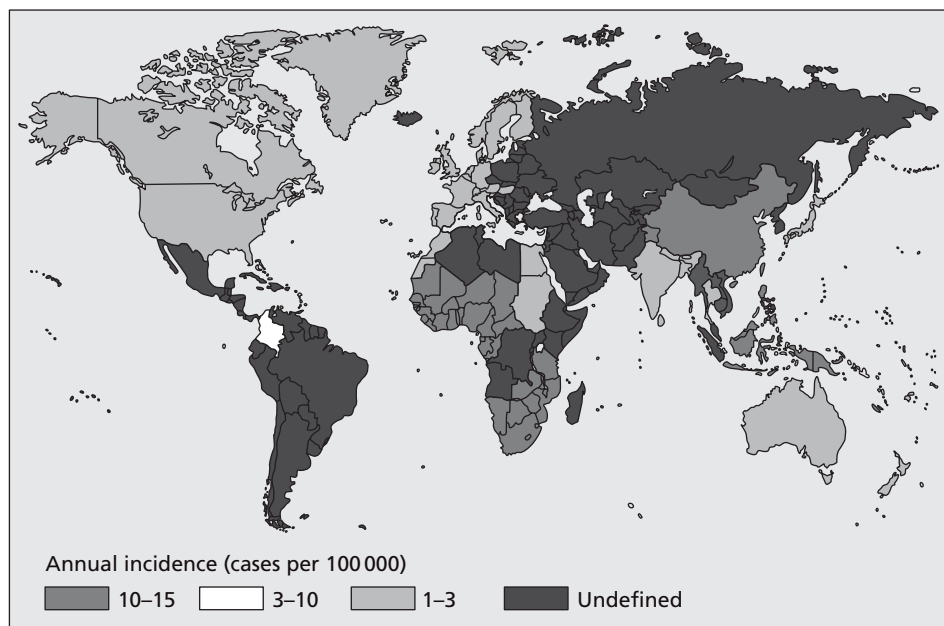 Annual incidence (cases per 100 000)
10–15 3–10 1–3 Undefined